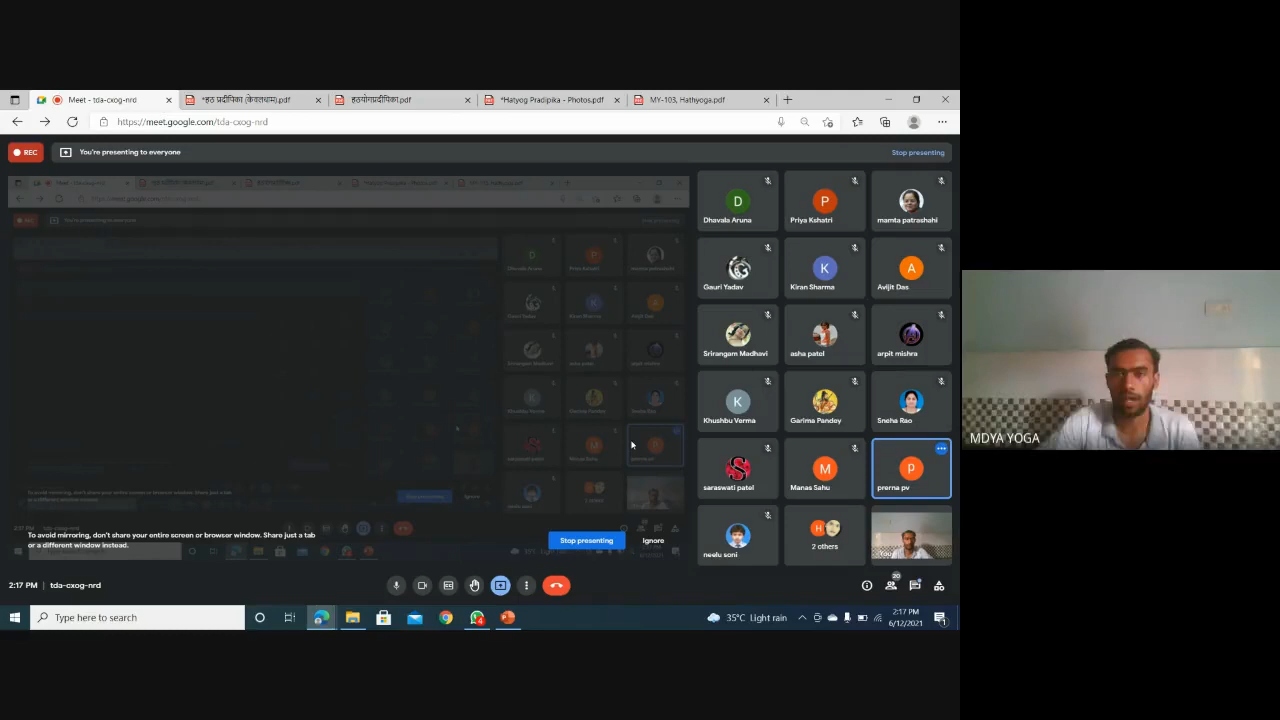 Meet - tda-cxog-nrd
*हठ प्रदीपिका (केवलधाम).pdf
हठयोगप्रदीपिका.pdf
*Hatyog Pradipika - Photos.pdf
MY-103, Hathyoga.pdf
https://meet.google.com/tda-cxog-nrd
REC
You're presenting to everyone
Stop presenting
D
Dhavala Aruna
P
Priya Kshatri
mamta patrashahi
Gauri Yadav
K
Kiran Sharma
A
Avijit Das
Srirangam Madhavi
asha patel
arpit mishra
K
Khushbu Verma
Garima Pandey
Sneha Rao
saraswati patel
M
Manas Sahu
p
prerna pv
neelu soni
H
2 others
You
MDYA YOGA
To avoid mirroring, don't share your entire screen or browser window. Share just a tab
or a different window instead.
Stop presenting
Ignore
2:17 PM | tda-cxog-nrd
20
Type here to search
4
35°C Light rain
2:17 PM
6/12/2021
1